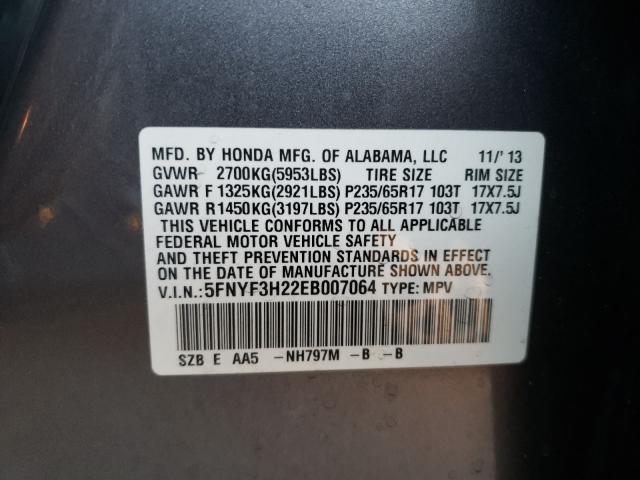 MFD. BY HONDA MFG. OF ALABAMA, LLC 11/'13
GVWR 2700KG(5953LBS) TIRE SIZE RIM SIZE
GAWR F 1325KG(2921LBS) P235/65R17 103T 17X7.5J
GAWR R1450KG(3197LBS) P235/65R17 103T 17X7.5J
THIS VEHICLE CONFORMS TO ALL APPLICABLE
FEDERAL MOTOR VEHICLE SAFETY
AND THEFT PREVENTION STANDARDS IN EFFECT
ON THE DATE OF MANUFACTURE SHOWN ABOVE.
V.I.N.:5FNYF3H22EB007064 TYPE: MPV
SZB E AA5 -NH797M -B -B